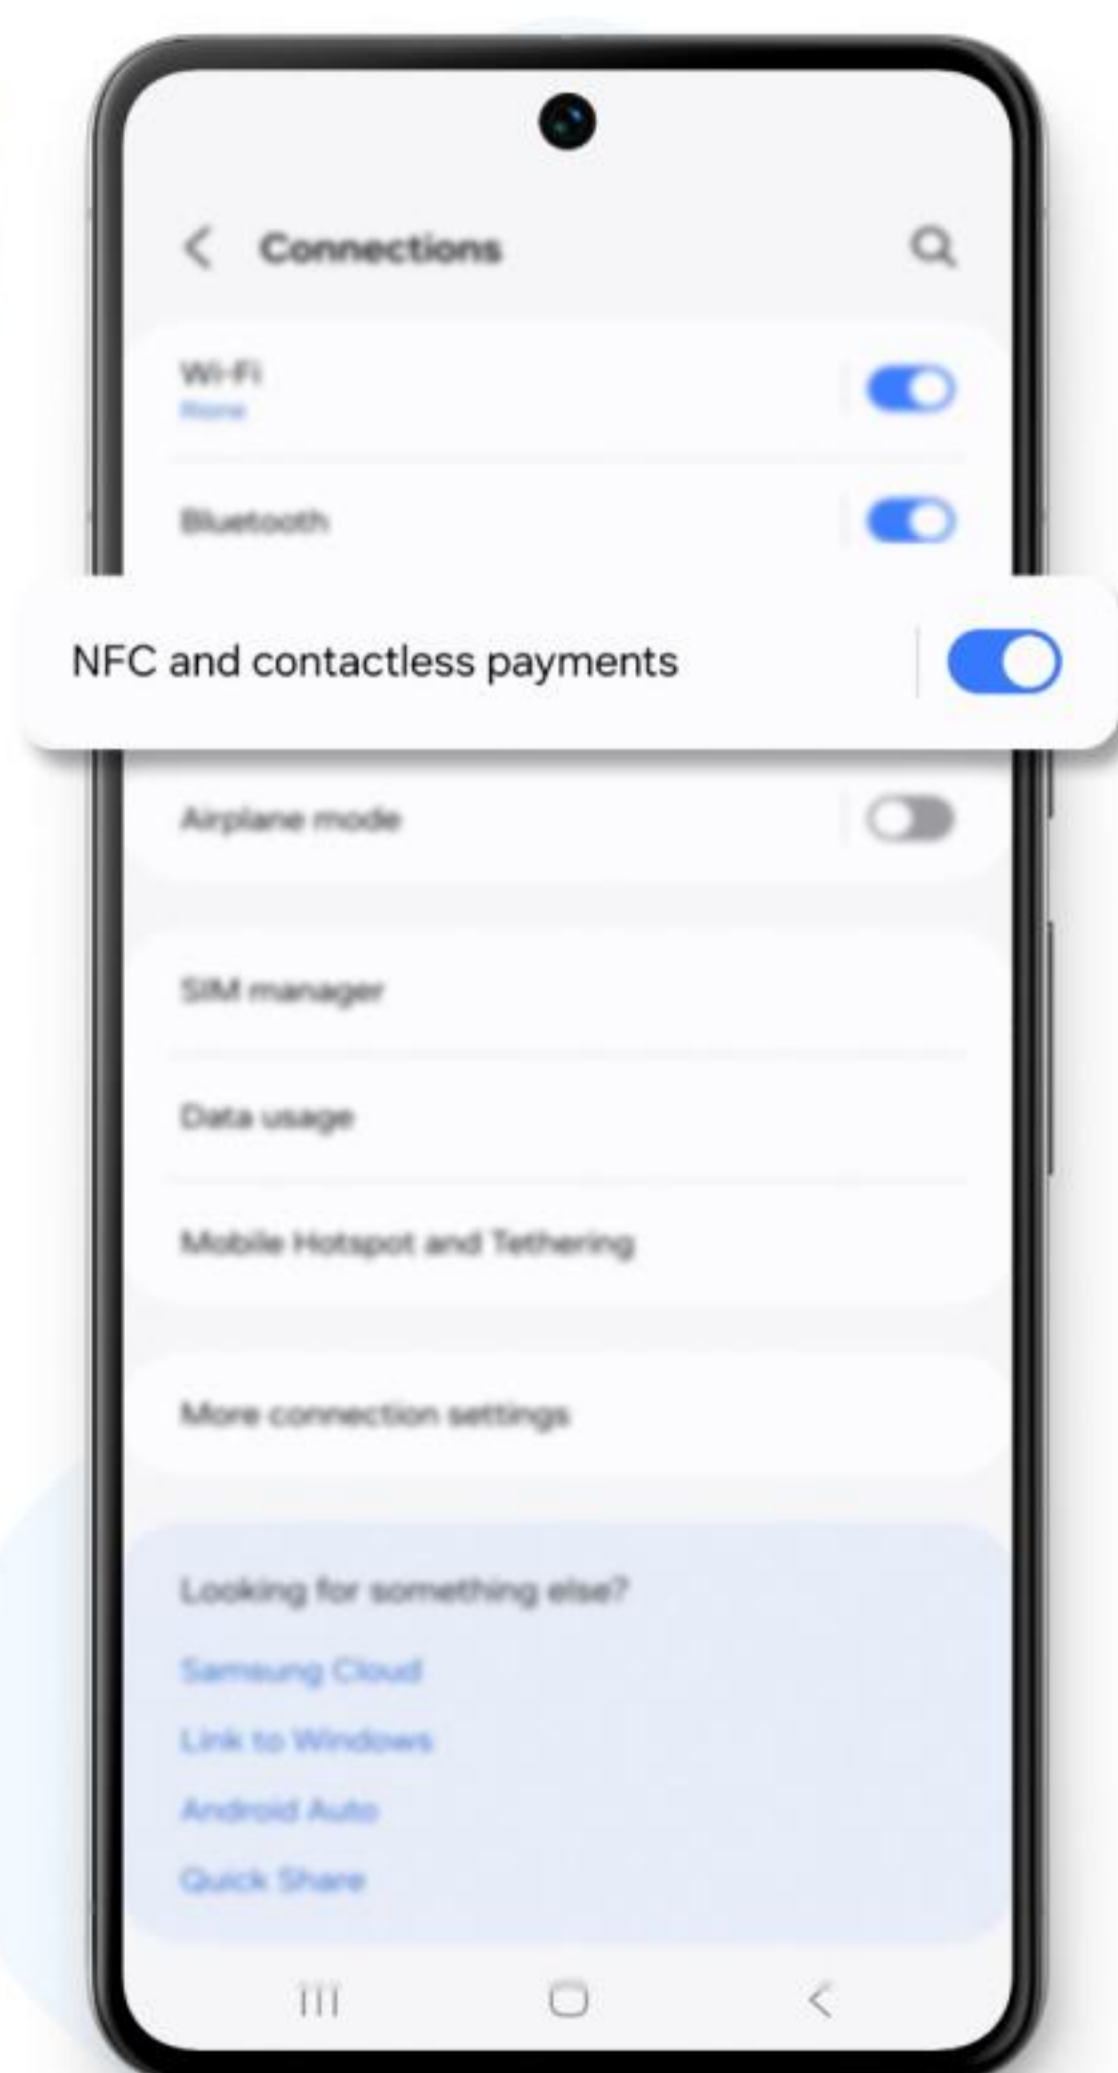 Connections
Wi-Fi
Bluetooth
NFC and contactless payments
Airplane mode
SIM manager
Data usage
Mobile Hotspot and Tethering
More connection settings
Looking for something else?
Samsung Cloud
Link to Windows
Android Auto
Quick Share